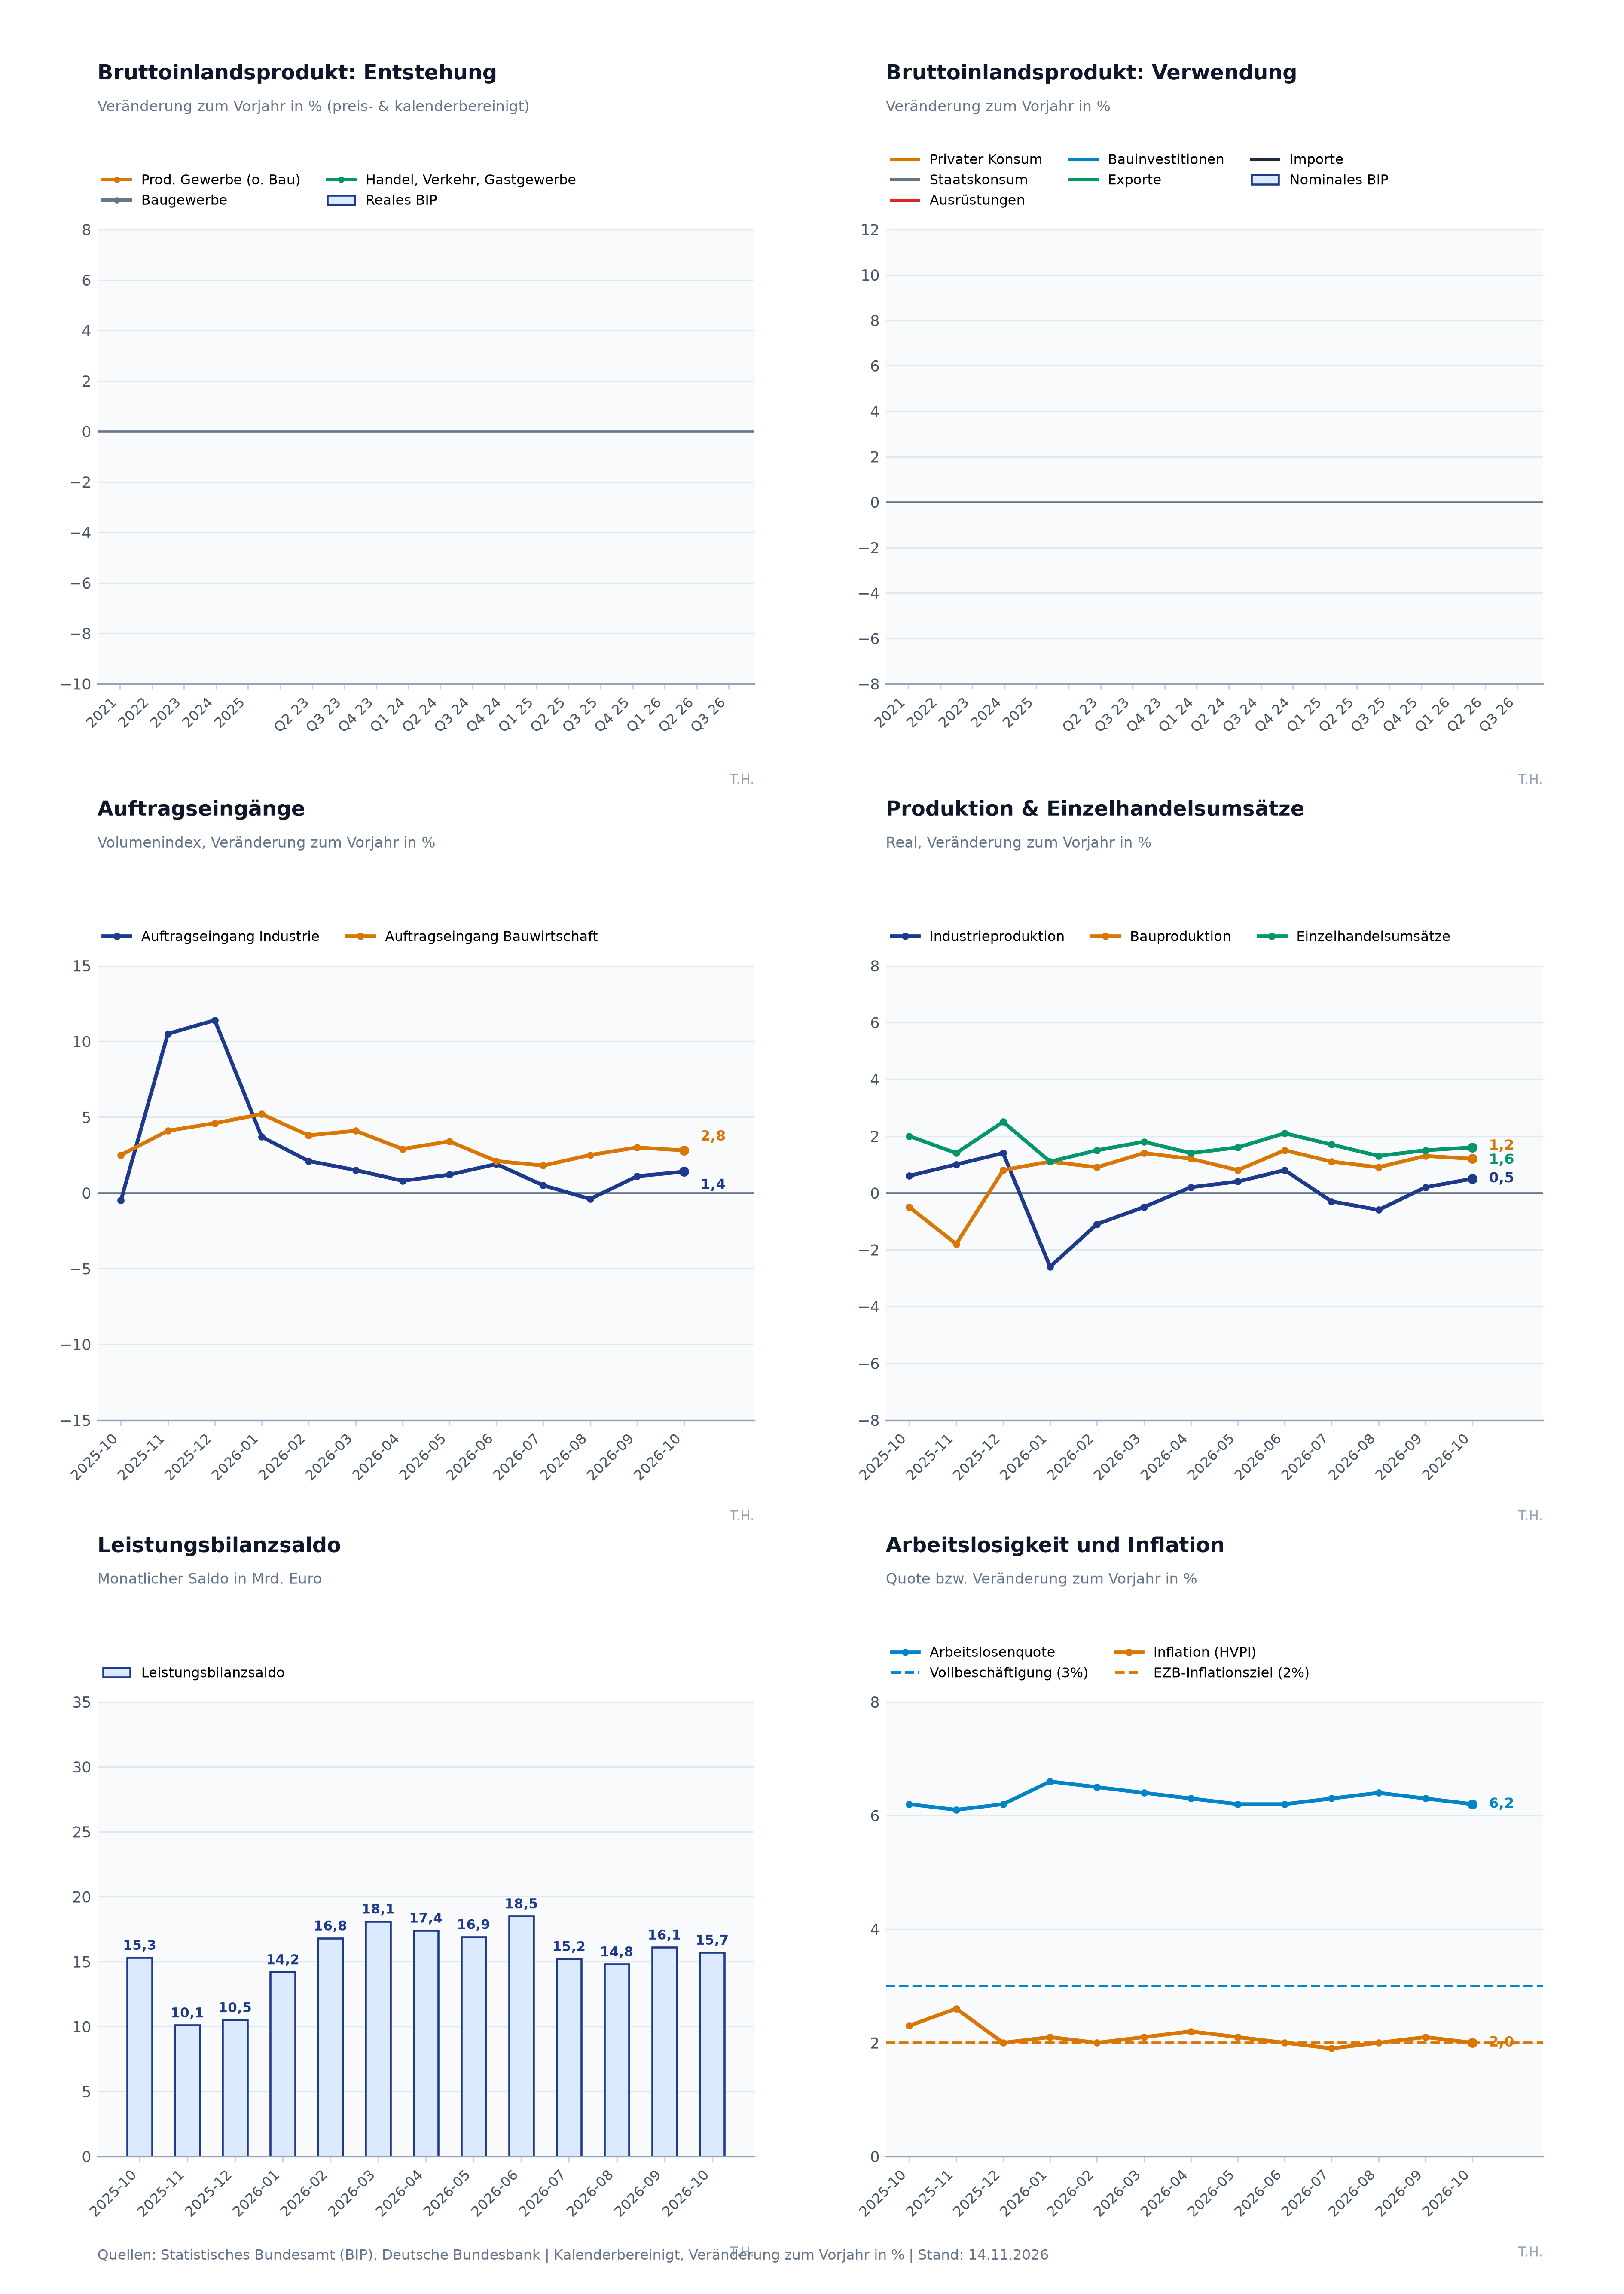 Bruttoinlandsprodukt: Entstehung
Veränderung zum Vorjahr in % (preis- & kalenderbereinigt)
Prod. Gewerbe (o. Bau) Handel, Verkehr, Gastgewerbe
Baugewerbe Reales BIP
8
6
4
2
0
−2
−4
−6
−8
−10
2021 2022 2023 2024 2025 Q2 23 Q3 23 Q4 23 Q1 24 Q2 24 Q3 24 Q4 24 Q1 25 Q2 25 Q3 25 Q4 25 Q1 26 Q2 26 Q3 26
T.H.
Bruttoinlandsprodukt: Verwendung
Veränderung zum Vorjahr in %
Privater Konsum Bauinvestitionen Importe
Staatskonsum Exporte Nominales BIP
Ausrüstungen
12
10
8
6
4
2
0
−2
−4
−6
−8
2021 2022 2023 2024 2025 Q2 23 Q3 23 Q4 23 Q1 24 Q2 24 Q3 24 Q4 24 Q1 25 Q2 25 Q3 25 Q4 25 Q1 26 Q2 26 Q3 26
T.H.
Auftragseingänge
Volumenindex, Veränderung zum Vorjahr in %
Auftragseingang Industrie Auftragseingang Bauwirtschaft
15
10
5
0
−5
−10
−15
2,8
1,4
2025-10 2025-11 2025-12 2026-01 2026-02 2026-03 2026-04 2026-05 2026-06 2026-07 2026-08 2026-09 2026-10
T.H.
Produktion & Einzelhandelsumsätze
Real, Veränderung zum Vorjahr in %
Industrieproduktion Bauproduktion Einzelhandelsumsätze
8
6
4
2
0
−2
−4
−6
−8
1,2
1,6
0,5
2025-10 2025-11 2025-12 2026-01 2026-02 2026-03 2026-04 2026-05 2026-06 2026-07 2026-08 2026-09 2026-10
T.H.
Leistungsbilanzsaldo
Monatlicher Saldo in Mrd. Euro
Leistungsbilanzsaldo
35
30
25
20
15
10
5
0
15,3 10,1 10,5 14,2 16,8 18,1 17,4 16,9 18,5 15,2 14,8 16,1 15,7
2025-10 2025-11 2025-12 2026-01 2026-02 2026-03 2026-04 2026-05 2026-06 2026-07 2026-08 2026-09 2026-10
T.H.
Arbeitslosigkeit und Inflation
Quote bzw. Veränderung zum Vorjahr in %
Arbeitslosenquote Inflation (HVPI)
Vollbeschäftigung (3%) EZB-Inflationsziel (2%)
8
6
4
2
0
6,2
2,0
2025-10 2025-11 2025-12 2026-01 2026-02 2026-03 2026-04 2026-05 2026-06 2026-07 2026-08 2026-09 2026-10
T.H.
Quellen: Statistisches Bundesamt (BIP), Deutsche Bundesbank | Kalenderbereinigt, Veränderung zum Vorjahr in % | Stand: 14.11.2026